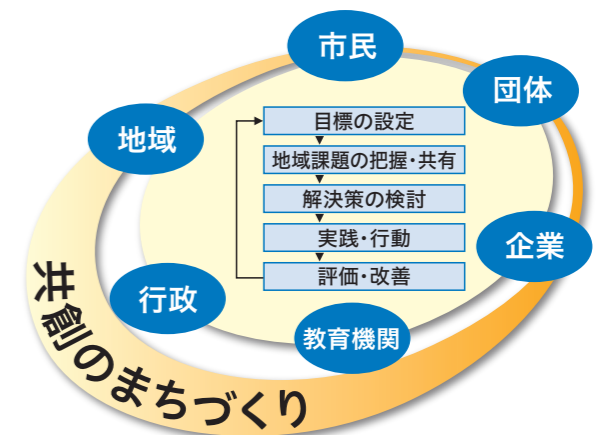 市民
団体
地域
目標の設定
地域課題の把握・共有
解決策の検討
実践・行動
評価・改善
企業
行政
教育機関
共創のまちづくり